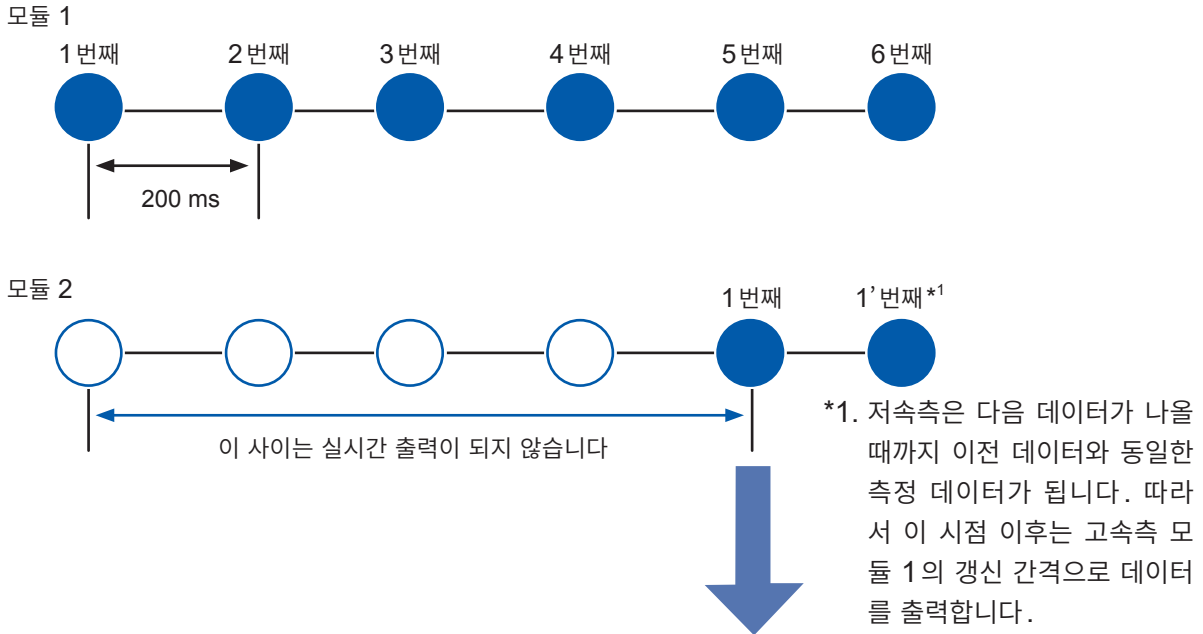 모듈 1
1번째 2번째 3번째 4번째 5번째 6번째
200 ms
모듈 2
1번째 1’번째*1
이 사이는 실시간 출력이 되지 않습니다
*1. 저속측은 다음 데이터가 나올
때까지 이전 데이터와 동일한
측정 데이터가 됩니다. 따라
서 이 시점 이후는 고속측 모
듈 1의 갱신 간격으로 데이터
를 출력합니다.